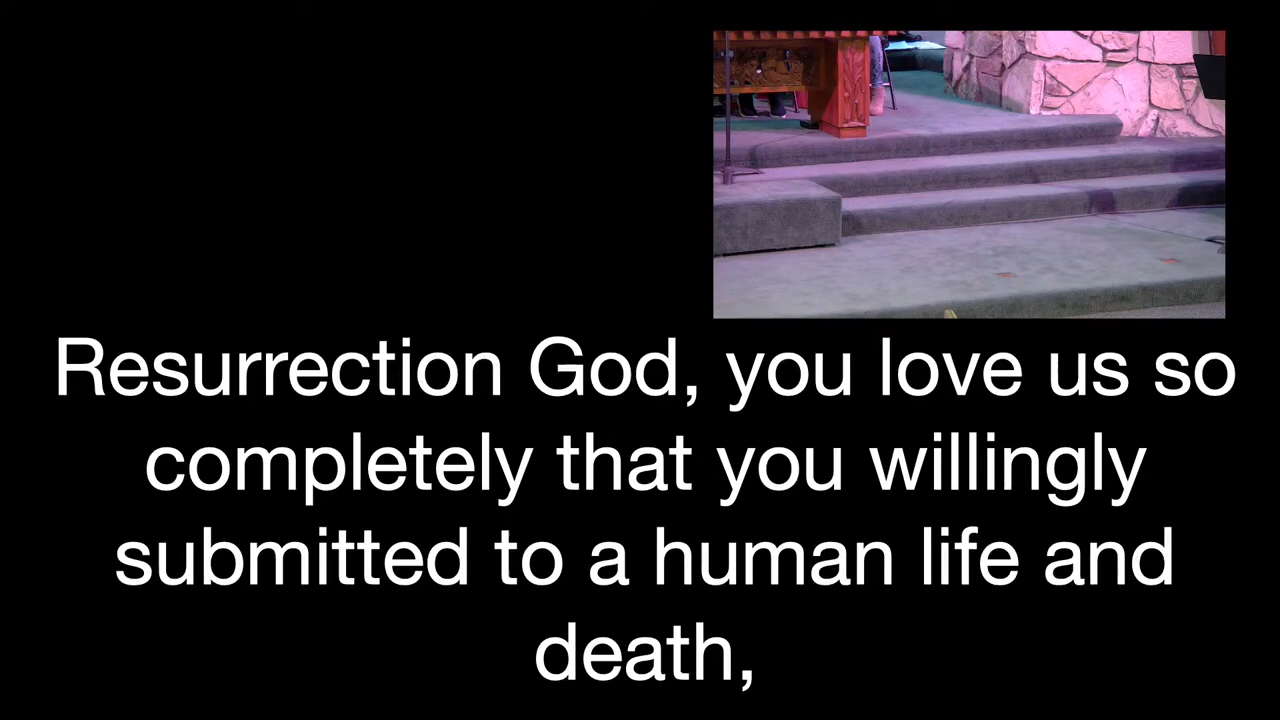 Resurrection God, you love us so
completely that you willingly
submitted to a human life and
death,